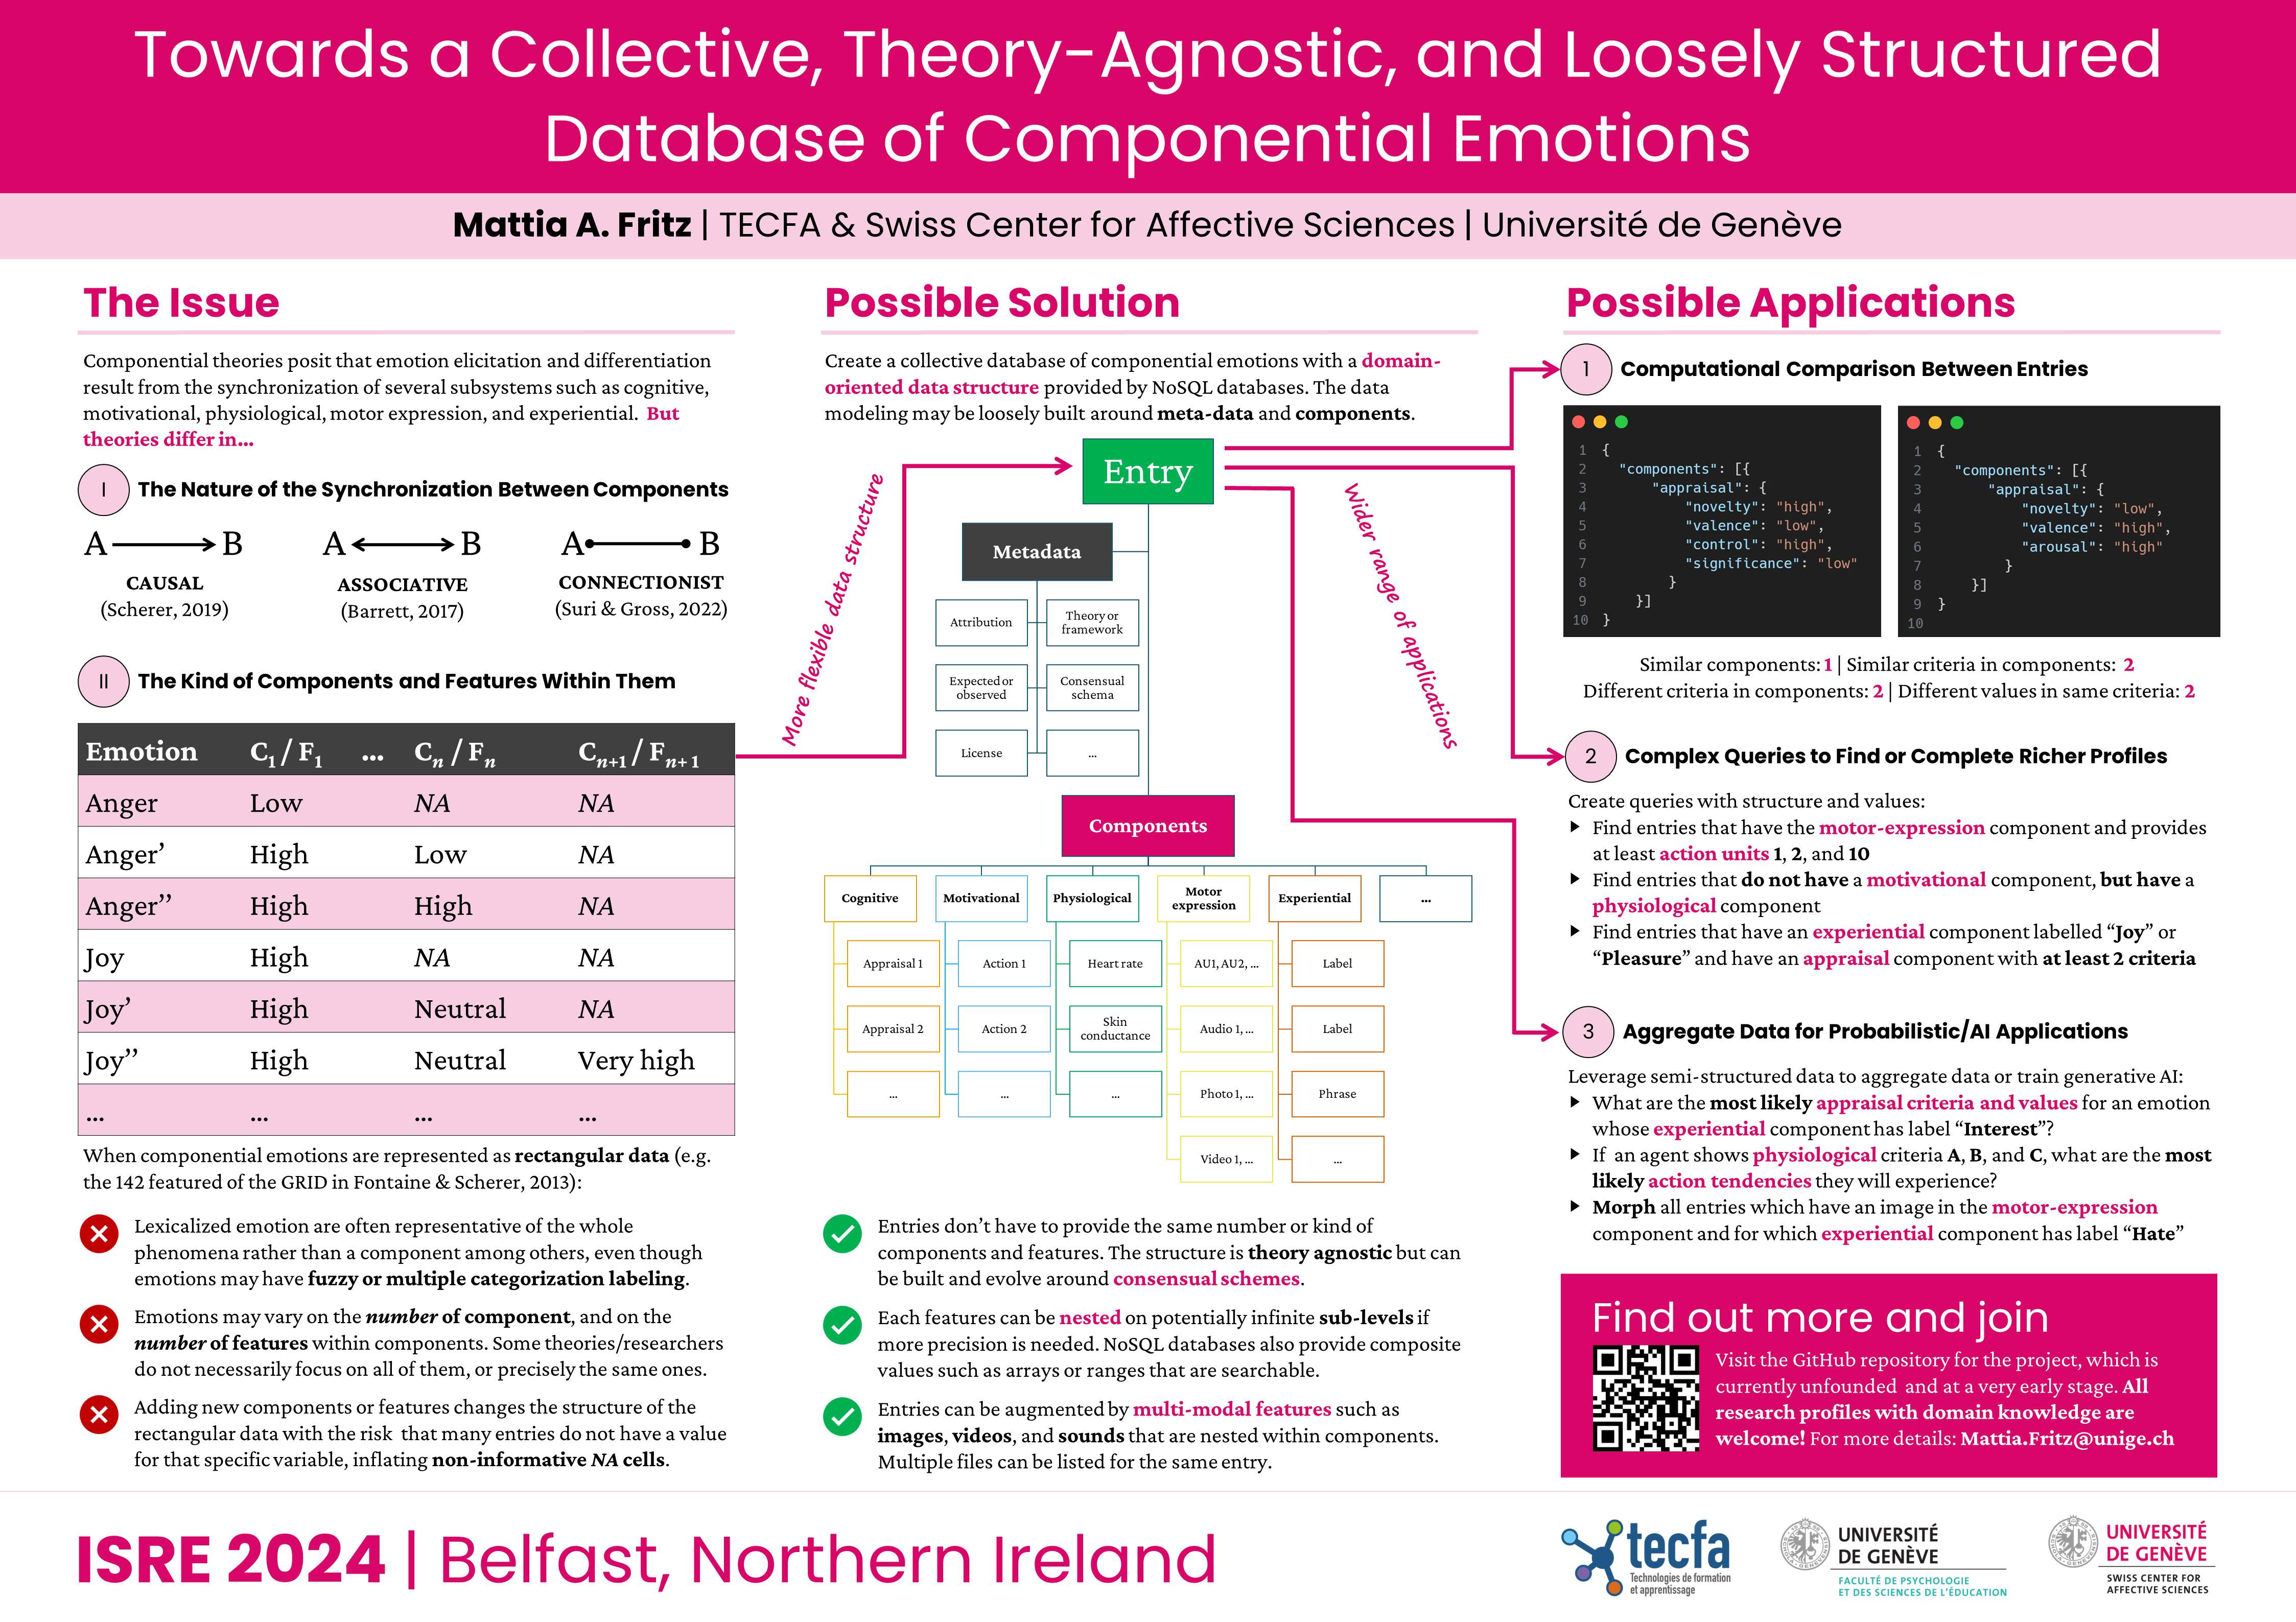 Towards a Collective, Theory-Agnostic, and Loosely Structured
Database of Componential Emotions
Mattia A. Fritz | TECFA & Swiss Center for Affective Sciences | Université de Genève
The Issue
Componential theories posit that emotion elicitation and differentiation
result from the synchronization of several subsystems such as cognitive,
motivational, physiological, motor expression, and experiential. But
theories differ in...
I The Nature of the Synchronization Between Components
A B
CAUSAL
(Scherer, 2019)
A B
ASSOCIATIVE
(Barrett, 2017)
A B
CONNECTIONIST
(Suri & Gross, 2022)
II The Kind of Components and Features Within Them
Emotion C1 / F1 ... Cn / Fn Cn+1 / Fn+1
Anger Low NA NA
Anger’ High Low NA
Anger’’ High High NA
Joy High NA NA
Joy’ High Neutral NA
Joy’’ High Neutral Very high
... ... ... ...
When componential emotions are represented as rectangular data (e.g.
the 142 featured of the GRID in Fontaine & Scherer, 2013):
Lexicalized emotion are often representative of the whole
phenomena rather than a component among others, even though
emotions may have fuzzy or multiple categorization labeling.
Emotions may vary on the number of component, and on the
number of features within components. Some theories/researchers
do not necessarily focus on all of them, or precisely the same ones.
Adding new components or features changes the structure of the
rectangular data with the risk that many entries do not have a value
for that specific variable, inflating non-informative NA cells.
More flexible data structure
Possible Solution
Create a collective database of componential emotions with a domain-
oriented data structure provided by NoSQL databases. The data
modeling may be loosely built around meta-data and components.
Entry
Metadata
Attribution
Theory or
framework
Expected or
observed
Consensual
schema
License
...
Components
Cognitive
Motivational
Physiological
Motor
expression
Experiential
...
Appraisal 1
Action 1
Heart rate
AU1, AU2, ...
Label
Appraisal 2
Action 2
Skin
conductance
Audio 1, ...
Label
...
...
...
Photo 1, ...
Phrase
Video 1, ...
...
Entries don’t have to provide the same number or kind of
components and features. The structure is theory agnostic but can
be built and evolve around consensual schemes.
Each features can be nested on potentially infinite sub-levels if
more precision is needed. NoSQL databases also provide composite
values such as arrays or ranges that are searchable.
Entries can be augmented by multi-modal features such as
images, videos, and sounds that are nested within components.
Multiple files can be listed for the same entry.
Wider range of applications
Possible Applications
1 Computational Comparison Between Entries
1 {
2 "components": [{
3 "appraisal": {
4 "novelty": "high",
5 "valence": "low",
6 "control": "high",
7 "significance": "low"
8 }
9 }]
10 }
1 {
2 "components": [{
3 "appraisal": {
4 "novelty": "low",
5 "valence": "high",
6 "arousal": "high"
7 }
8 }]
9 }
10
Similar components: 1 | Similar criteria in components: 2
Different criteria in components: 2 | Different values in same criteria: 2
2 Complex Queries to Find or Complete Richer Profiles
Create queries with structure and values:
Find entries that have the motor-expression component and provides
at least action units 1, 2, and 10
Find entries that do not have a motivational component, but have a
physiological component
Find entries that have an experiential component labelled “Joy” or
“Pleasure” and have an appraisal component with at least 2 criteria
3 Aggregate Data for Probabilistic/AI Applications
Leverage semi-structured data to aggregate data or train generative AI:
What are the most likely appraisal criteria and values for an emotion
whose experiential component has label “Interest”?
If an agent shows physiological criteria A, B, and C, what are the most
likely action tendencies they will experience?
Morph all entries which have an image in the motor-expression
component and for which experiential component has label “Hate”
Find out more and join
Visit the GitHub repository for the project, which is
currently unfounded and at a very early stage. All
research profiles with domain knowledge are
welcome! For more details: Mattia.Fritz@unige.ch
ISRE 2024 | Belfast, Northern Ireland
tecfa
Technologies de formation
et apprentissage
UNIVERSITÉ
DE GENÈVE
FACULTÉ DE PSYCHOLOGIE
ET DES SCIENCES DE L'ÉDUCATION
UNIVERSITÉ
DE GENÈVE
SWISS CENTER FOR
AFFECTIVE SCIENCES